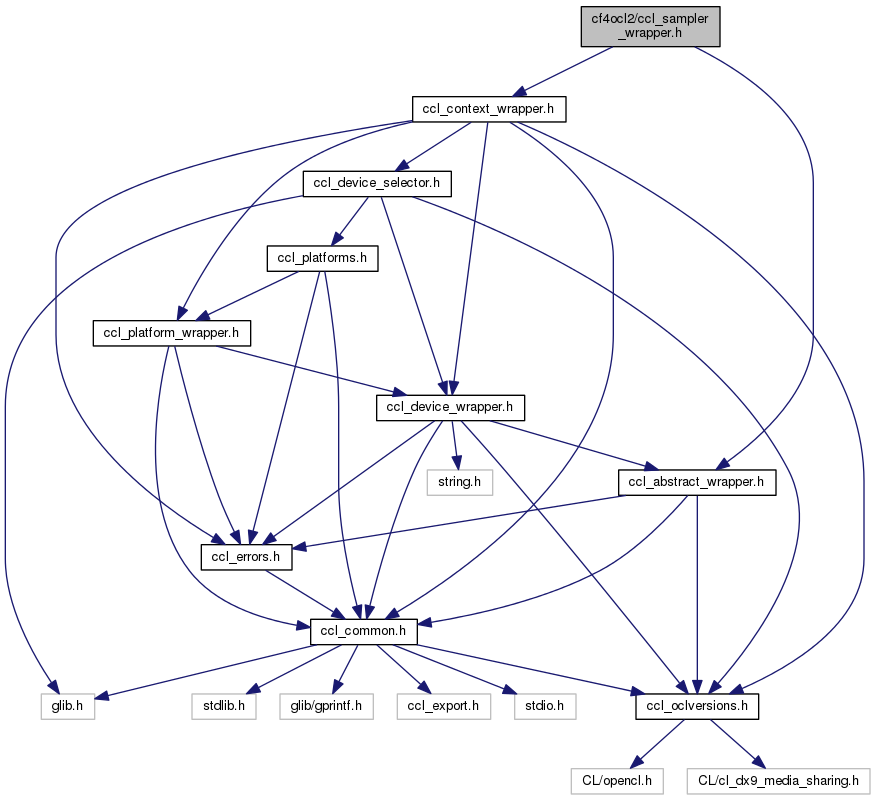 cf4ocl2/ccl_sampler
_wrapper.h
ccl_context_wrapper.h
ccl_device_selector.h
ccl_platforms.h
ccl_platform_wrapper.h
ccl_device_wrapper.h
string.h
ccl_abstract_wrapper.h
ccl_errors.h
ccl_common.h
glib.h
stdlib.h
glib/gprintf.h
ccl_export.h
stdio.h
ccl_oclversions.h
CL/opencl.h
CL/cl_dx9_media_sharing.h